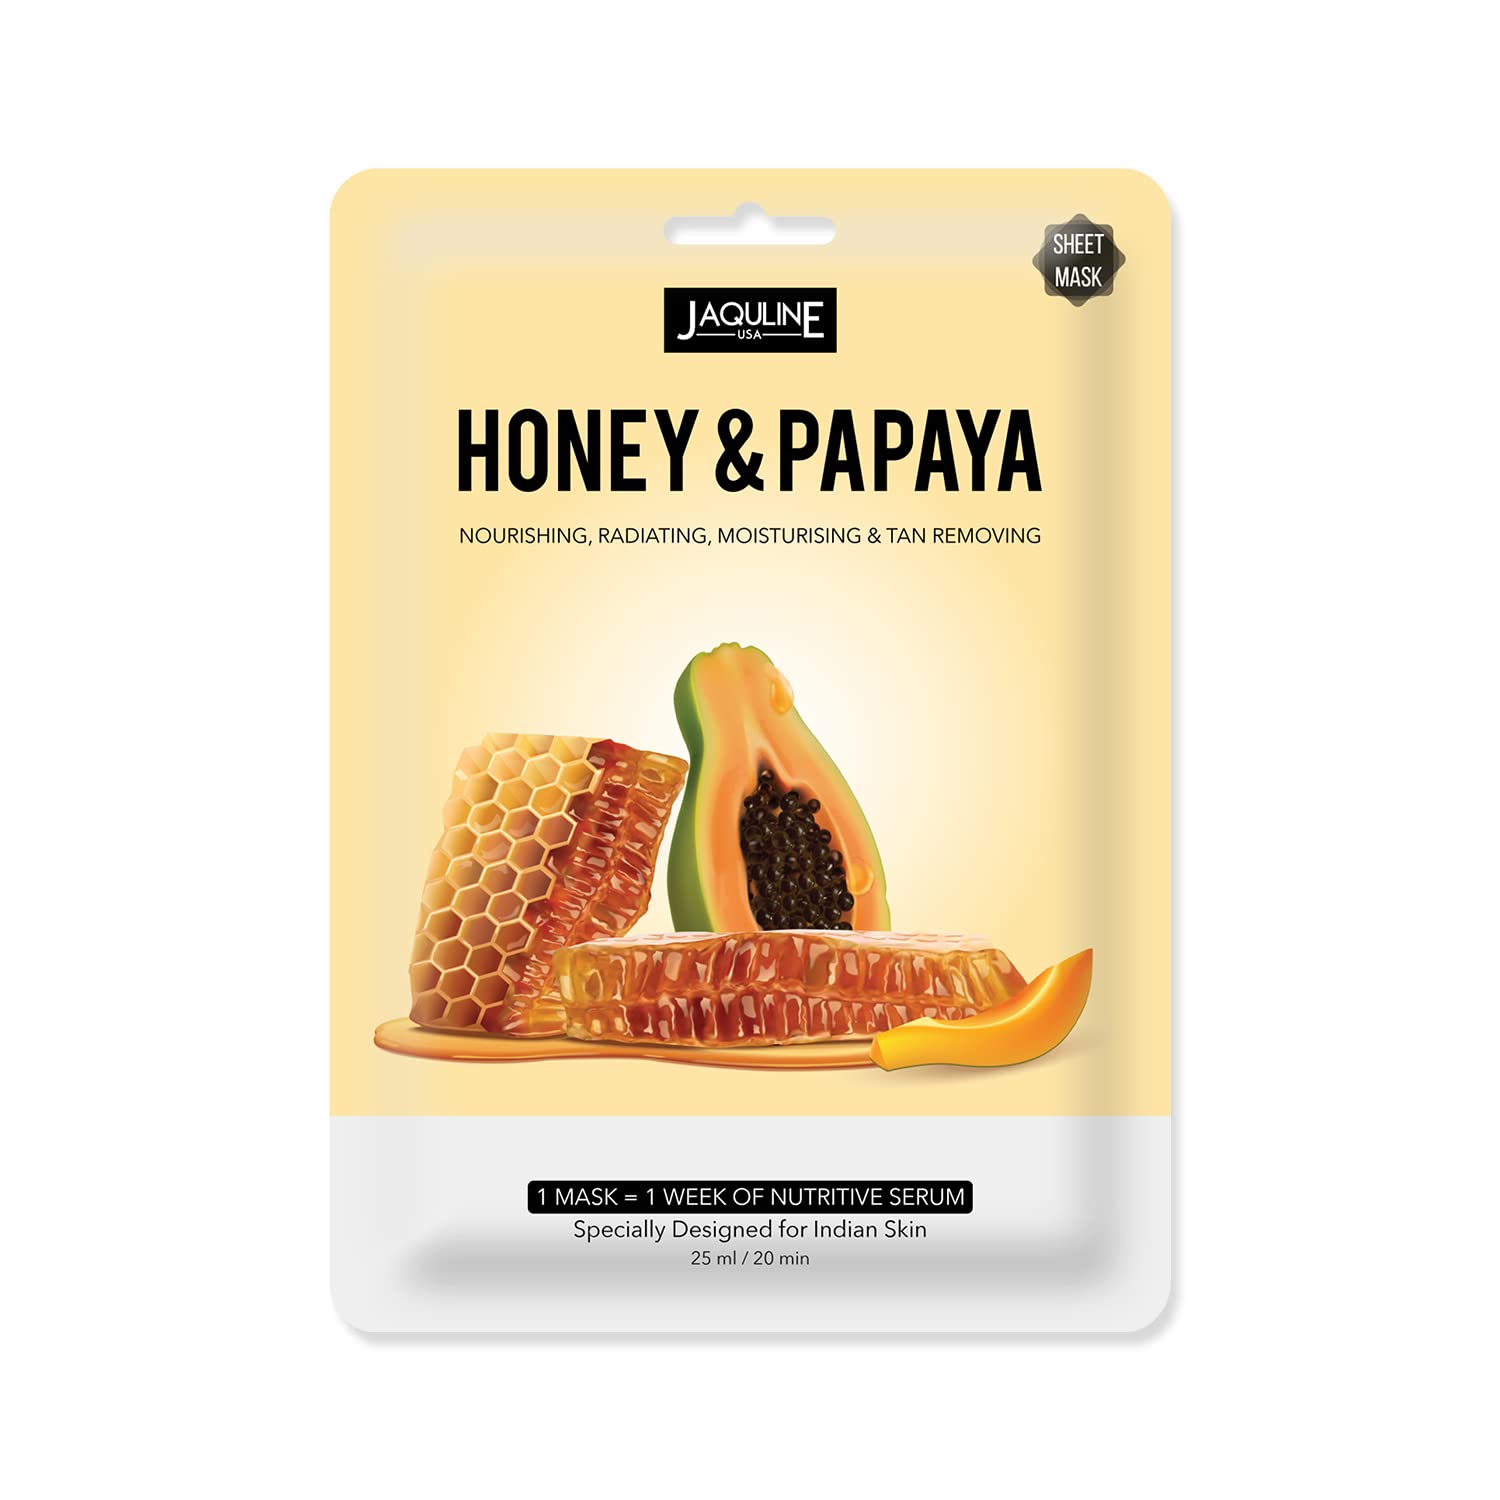 SHEET
MASK
JAQULINE
USA
HONEY & PAPAYA
NOURISHING, RADIATING, MOISTURISING & TAN REMOVING
1 MASK = 1 WEEK OF NUTRITIVE SERUM
Specially Designed for Indian Skin
25 ml / 20 min